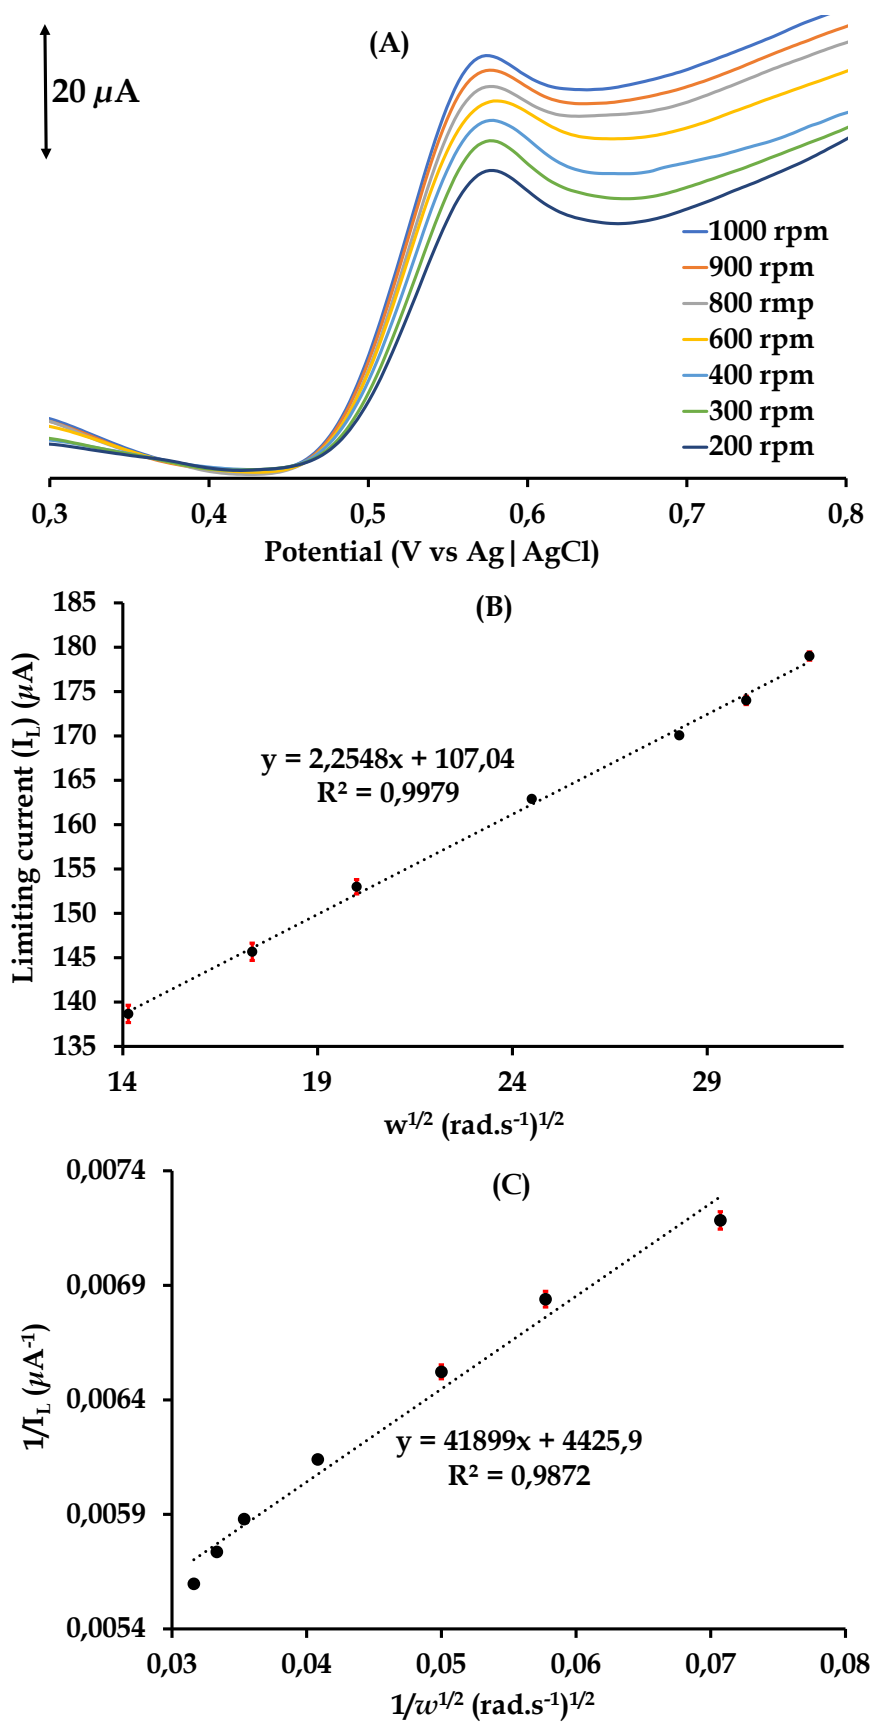 (A)
20 μA
1000 rpm
900 rpm
800 rmp
600 rpm
400 rpm
300 rpm
200 rpm
0,3 0,4 0,5 0,6 0,7 0,8
Potential (V vs Ag|AgCl)
(B)
Limiting current (I_L) (μA)
185
180
175
170
165
160
155
150
145
140
135
y = 2,2548x + 107,04
R² = 0,9979
14 19 24 29
w^1/2 (rad.s^-1)^1/2
(C)
1/I_L (μA^-1)
0,0074
0,0069
0,0064
0,0059
0,0054
y = 41899x + 4425,9
R² = 0,9872
0,03 0,04 0,05 0,06 0,07 0,08
1/w^1/2 (rad.s^-1)^1/2